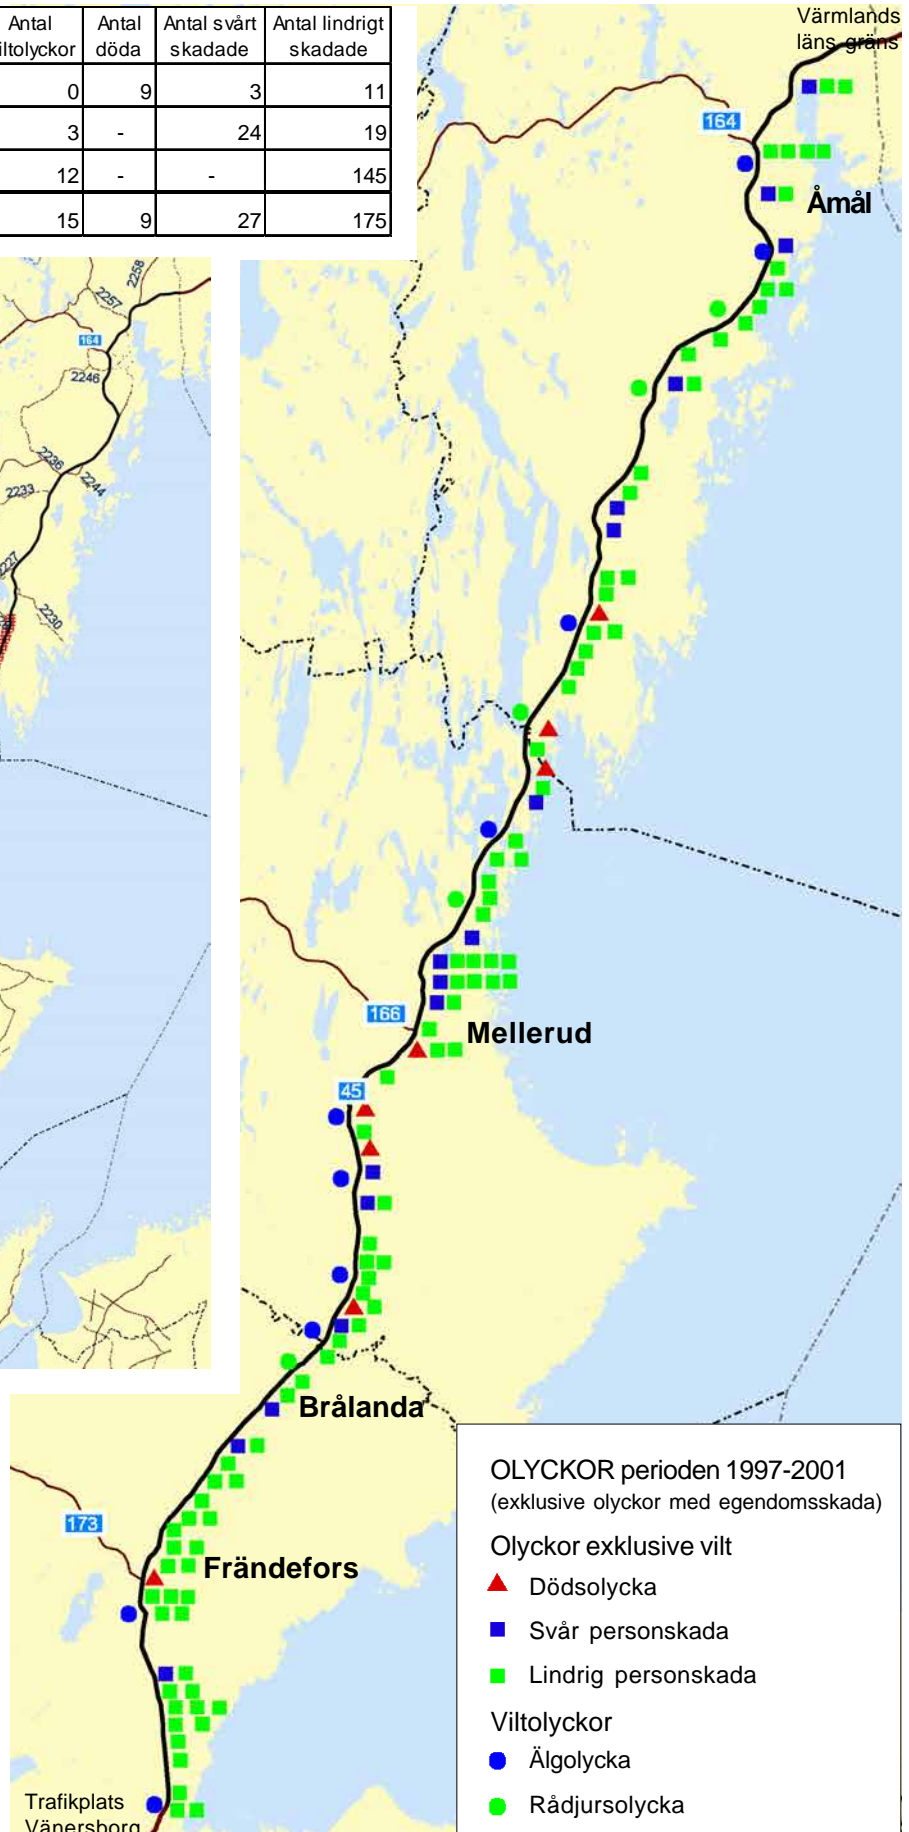 Antal Antal Antal svårt Antal lindrigt
döda skadade skadade
0 9 3 11
3 - 24 19
12 - - 145
15 9 27 175
Värmlands
läns gräns
164
Åmål
2258
2257
164
2246
2236
2244
2233
2230
166
Mellerud
45
Brålanda
173
Frändefors
Trafikplats
Vänersborg
OLYCKOR perioden 1997-2001
(exklusive olyckor med egendomsskada)
Olyckor exklusive vilt
Dödsolycka
Svår personskada
Lindrig personskada
Viltolyckor
Älgolycka
Rådjursolycka